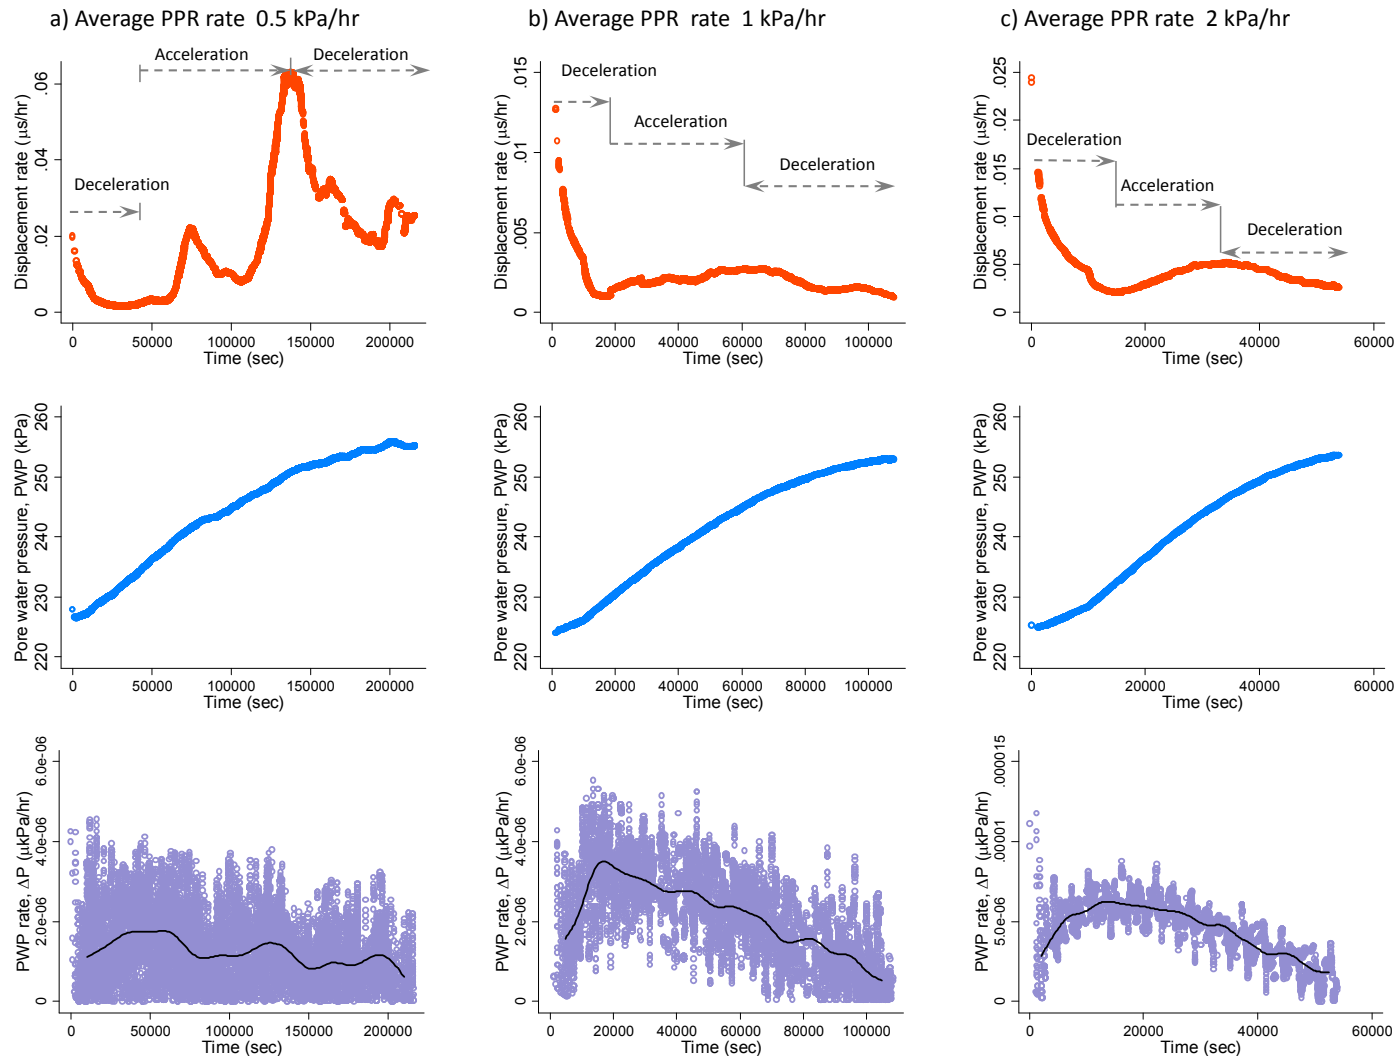 a) Average PPR rate  0.5 kPa/hr
b) Average PPR  rate  1 kPa/hr
c) Average PPR rate  2 kPa/hr
Displacement rate (µs/hr)
0
.02
.04
.06
Acceleration
Deceleration
Deceleration
0
50000
100000
150000
200000
Time (sec)
Displacement rate (µs/hr)
0
.005
.01
.015
Deceleration
Acceleration
Deceleration
0
20000
40000
60000
80000
100000
Time (sec)
Displacement rate (µs/hr)
0
.005
.01
.015
.02
.025
Deceleration
Acceleration
Deceleration
0
20000
40000
60000
Time (sec)
Pore water pressure, PWP (kPa)
220
230
240
250
260
0
50000
100000
150000
200000
Time (sec)
Pore water pressure, PWP (kPa)
220
230
240
250
260
0
20000
40000
60000
80000
100000
Time (sec)
Pore water pressure, PWP (kPa)
220
230
240
250
260
0
20000
40000
60000
Time (sec)
PWP rate, ΔP (µkPa/hr)
0
2.0e-06
4.0e-06
6.0e-06
0
50000
100000
150000
200000
Time (sec)
PWP rate, ΔP (µkPa/hr)
0
2.0e-06
4.0e-06
6.0e-06
0
20000
40000
60000
80000
100000
Time (sec)
PWP rate, ΔP (µkPa/hr)
0
5.0e-06
.00001
.000015
0
20000
40000
60000
Time (sec)